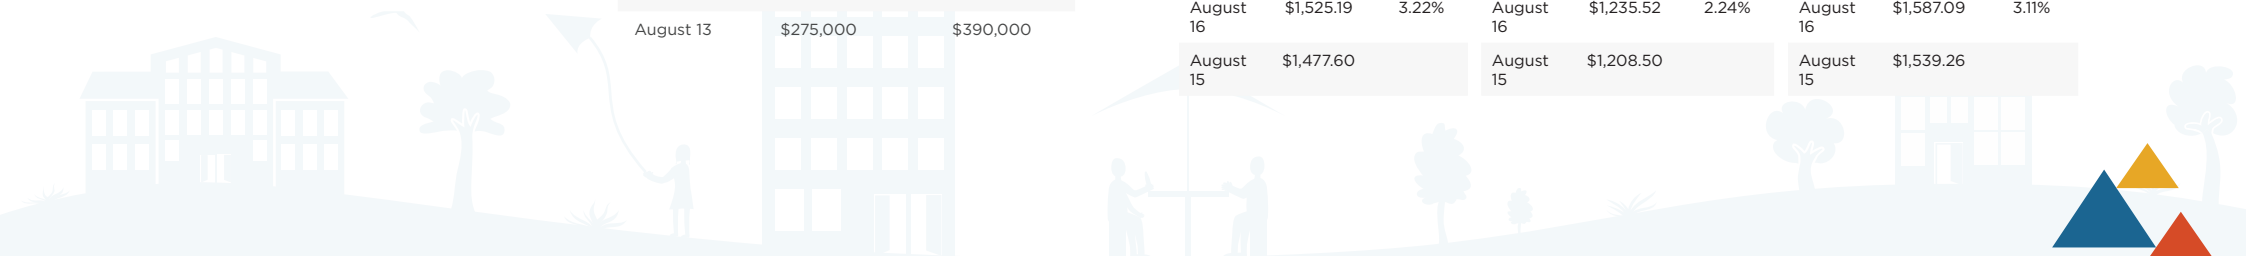 August 13 $275,000 $390,000
August $1,525.19 3.22% August $1,235.52 2.24% August $1,587.09 3.11%
16 16 16
August $1,477.60 August $1,208.50 August $1,539.26
15 15 15